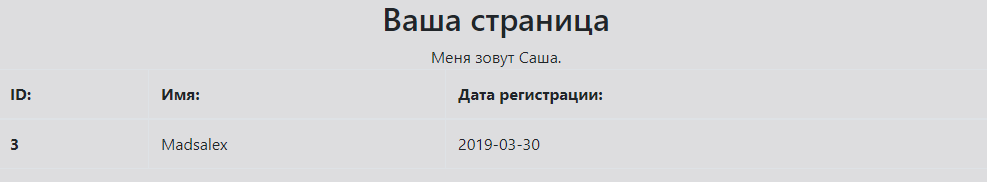 Ваша страница
Меня зовут Саша.
ID: Имя: Дата регистрации:
3 Madsalex 2019-03-30